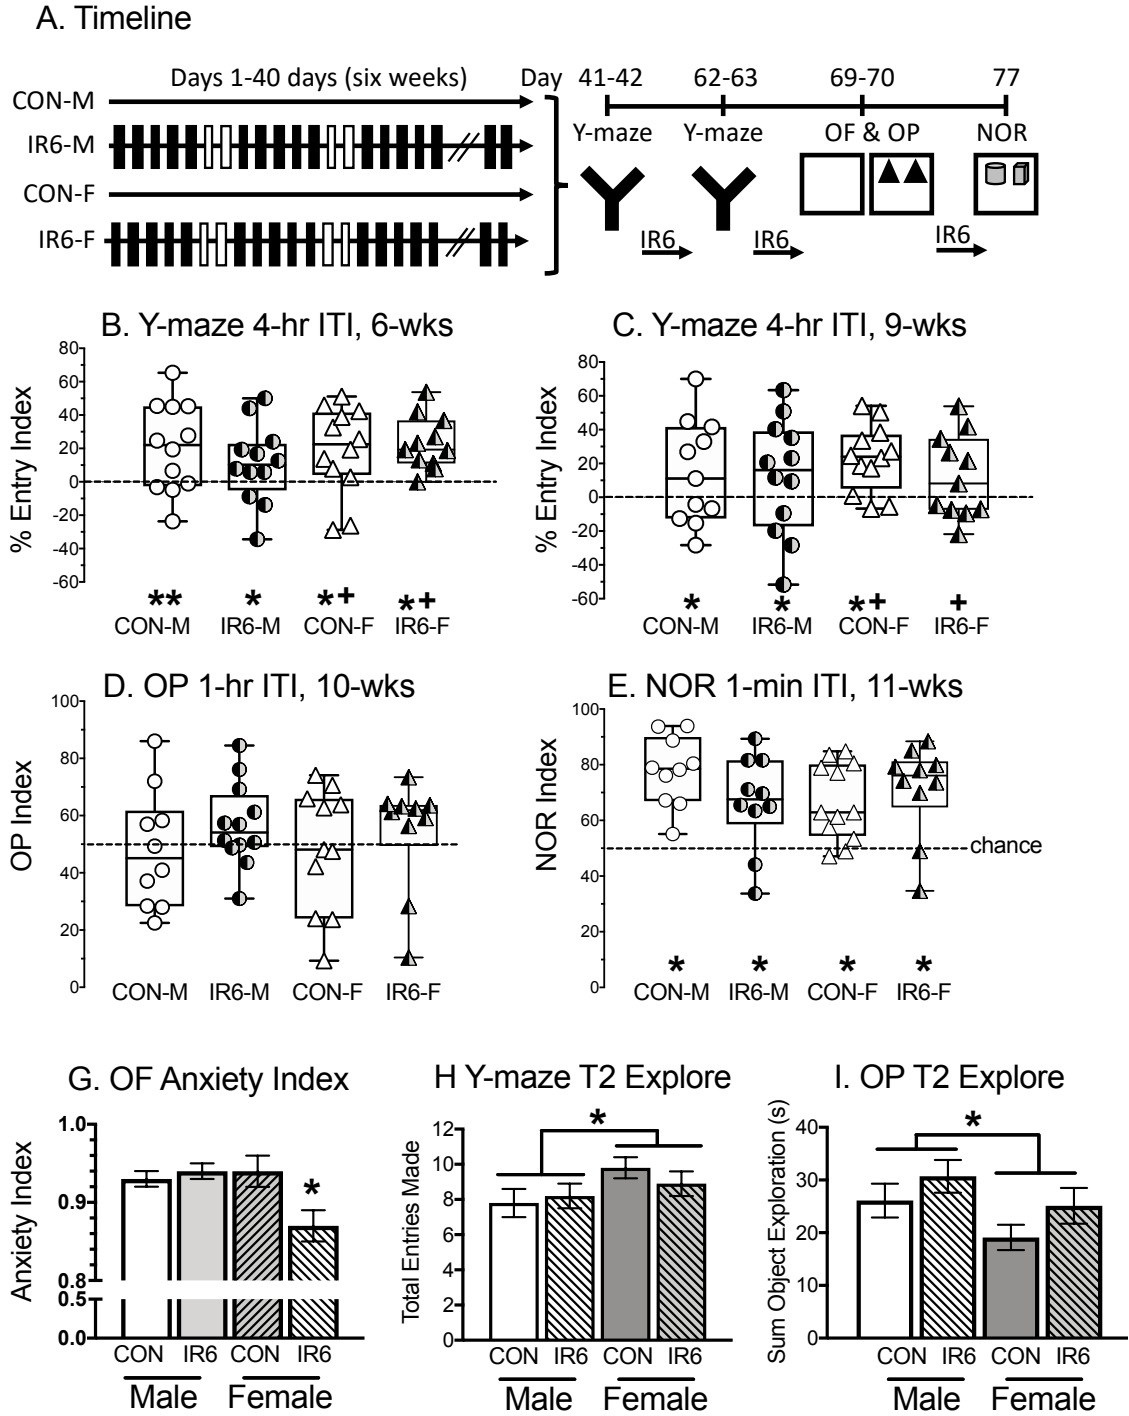 A. Timeline
Days 1-40 days (six weeks) Day 41-42 62-63 69-70 77
CON-M
IR6-M
CON-F
IR6-F
Y-maze Y-maze OF & OP NOR
IR6 IR6 IR6
B. Y-maze 4-hr ITI, 6-wks
% Entry Index
80
60
40
20
0
-20
-40
-60
** * *+ *+
CON-M IR6-M CON-F IR6-F
C. Y-maze 4-hr ITI, 9-wks
% Entry Index
80
60
40
20
0
-20
-40
-60
* * *+ +
CON-M IR6-M CON-F IR6-F
D. OP 1-hr ITI, 10-wks
OP Index
100
80
60
40
20
0
CON-M IR6-M CON-F IR6-F
E. NOR 1-min ITI, 11-wks
NOR Index
100
80
60
40
20
0
chance
* * * *
CON-M IR6-M CON-F IR6-F
G. OF Anxiety Index
Anxiety Index
1.0
0.9
0.8
0.5
0.0
*
CON IR6 CON IR6
Male Female
H Y-maze T2 Explore
Total Entries Made
12
10
8
6
4
2
0
*
CON IR6 CON IR6
Male Female
I. OP T2 Explore
Sum Object Exploration (s)
40
30
20
10
0
*
CON IR6 CON IR6
Male Female